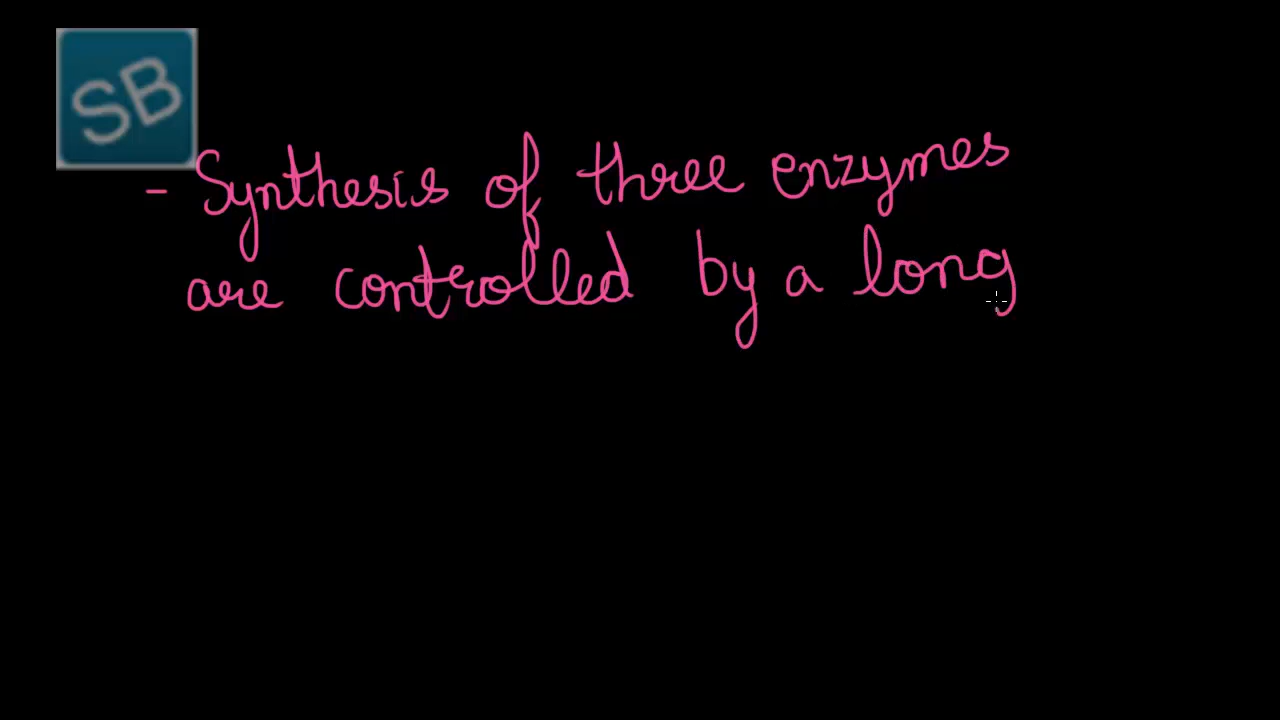 SB
- Synthesis of three enzymes
are controlled by a long